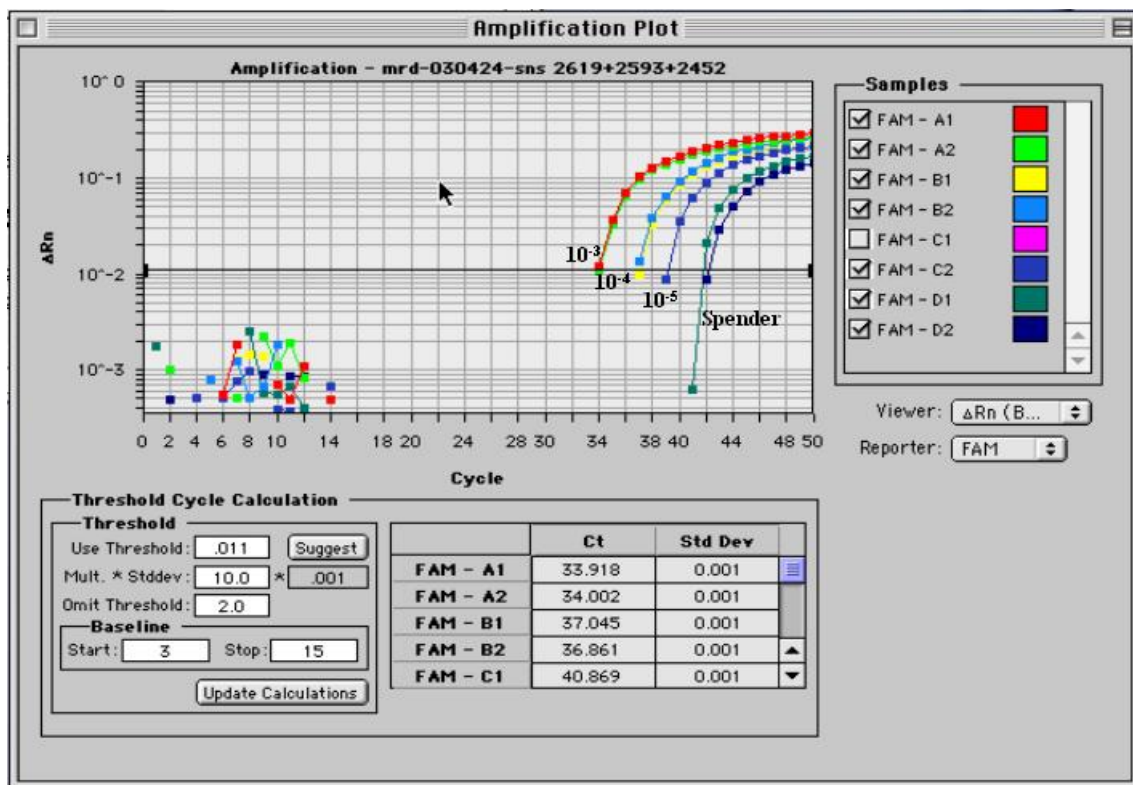 Amplification Plot
Amplification - mrd-030424-sns 2619+2593+2452
10^ 0
10^-1
10^-2
10^-3
ΔRn
10-3
10-4
10-5
Spender
0 2 4 6 8 10 14 18 20 24 28 30 34 38 40 44 48 50
Cycle
Samples
FAM - A1
FAM - A2
FAM - B1
FAM - B2
FAM - C1
FAM - C2
FAM - D1
FAM - D2
Viewer: ΔRn (B...
Reporter: FAM
Threshold Cycle Calculation
Threshold
Use Threshold: .011 Suggest
Mult. * Stddev: 10.0 * .001
Omit Threshold: 2.0
Baseline
Start: 3 Stop: 15
Update Calculations
Ct Std Dev
FAM - A1 33.918 0.001
FAM - A2 34.002 0.001
FAM - B1 37.045 0.001
FAM - B2 36.861 0.001
FAM - C1 40.869 0.001